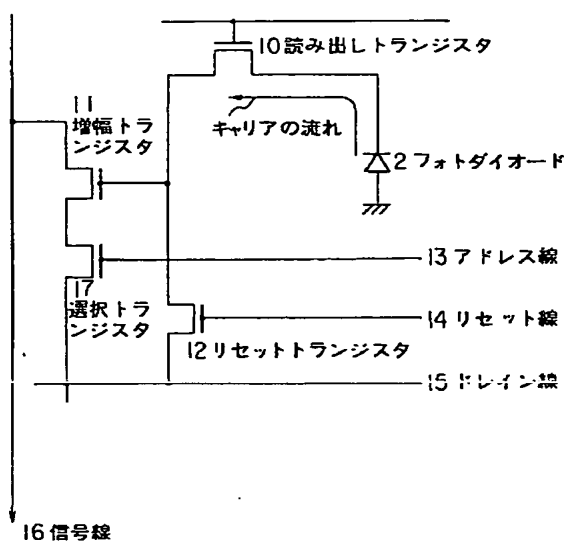 10読み出しトランジスタ
11
増幅トラ
ンジスタ
キャリアの流れ
2フォトダイオード
13アドレス線
17
選択トラ
ンジスタ
14リセット線
12リセットトランジスタ
15ドレイン線
16信号線